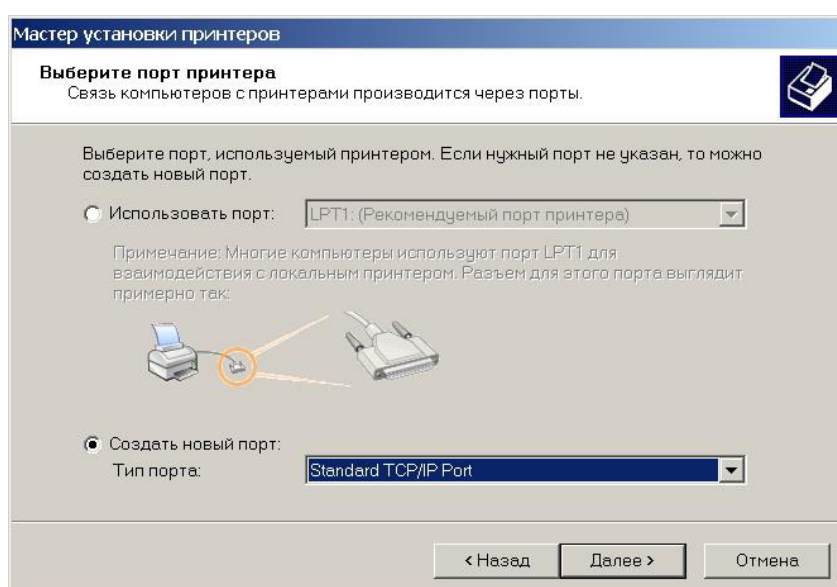 Мастер установки принтеров
Выберите порт принтера
Связь компьютеров с принтерами производится через порты.
Выберите порт, используемый принтером. Если нужный порт не указан, то можно
создать новый порт.
Использовать порт: LPT1: (Рекомендуемый порт принтера)
Примечание: Многие компьютеры используют порт LPT1 для
взаимодействия с локальным принтером. Разъем для этого порта выглядит
примерно так:
Создать новый порт:
Тип порта: Standard TCP/IP Port
< Назад Далее > Отмена